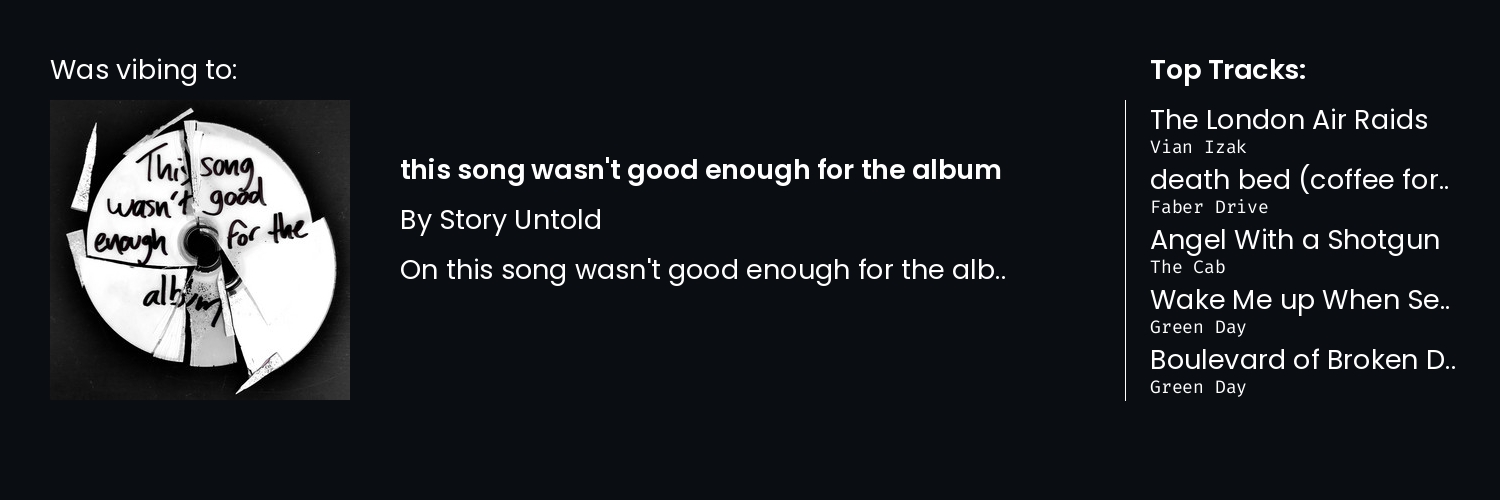 Was vibing to:
This song
wasn't good
enough for the
album
this song wasn't good enough for the album
By Story Untold
On this song wasn't good enough for the alb..
Top Tracks:
The London Air Raids
Vian Izak
death bed (coffee for..
Faber Drive
Angel With a Shotgun
The Cab
Wake Me up When Se..
Green Day
Boulevard of Broken D..
Green Day